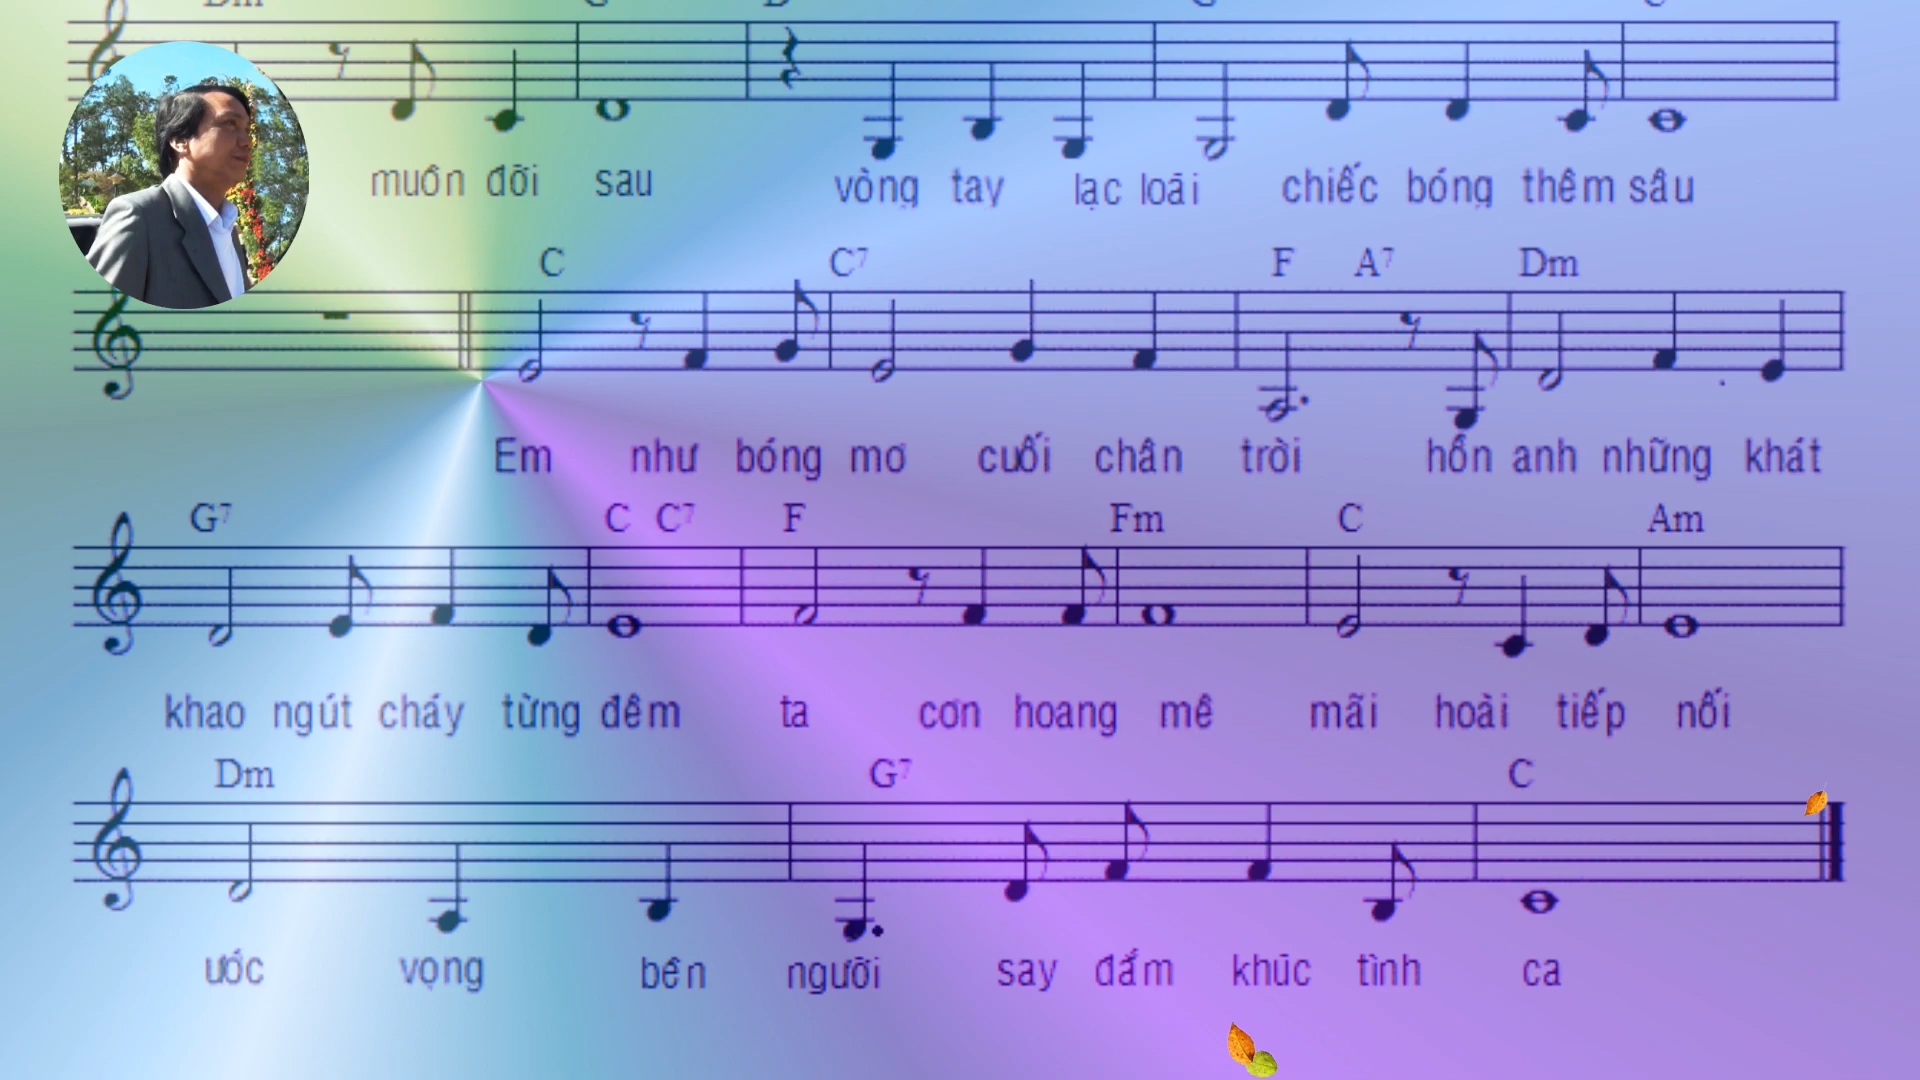 Dm
muôn đời sau vòng tay lạc loài chiếc bóng thêm sâu
C C7 F A7 Dm
Em như bóng mơ cuối chân trời hồn anh những khát
G7 C C7 F Fm C Am
khao ngút cháy từng đêm ta cơn hoang mê mãi hoài tiếp nối
Dm G7 C
ước vọng bên người say đắm khúc tình ca